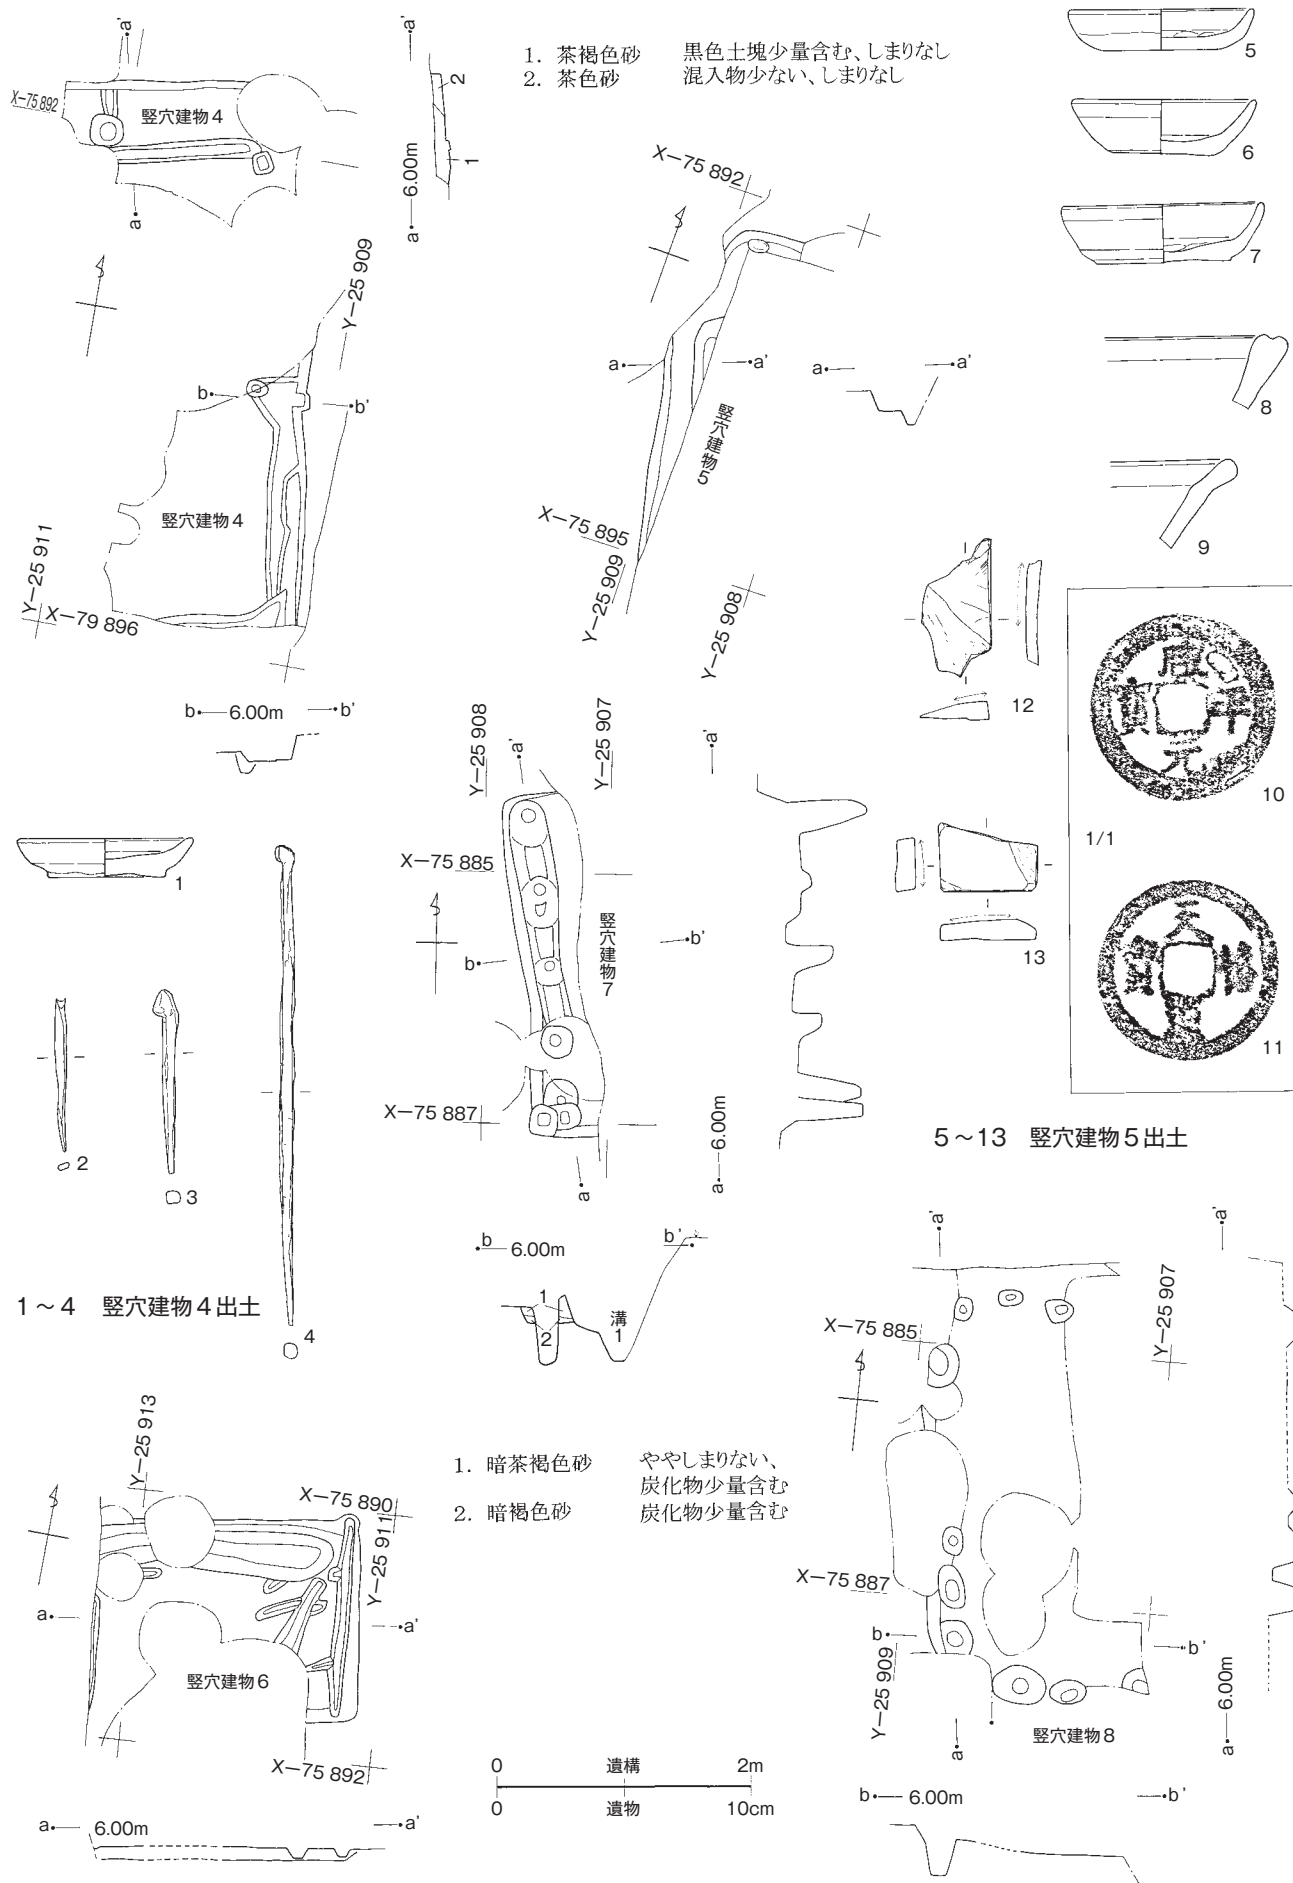 a'
a'
X-75 892
竪穴建物4
a
a
6.00m
2
1
1. 茶褐色砂 黒色土塊少量含む、しまりなし
2. 茶色砂 混入物少ない、しまりなし
5
6
7
8
9
Y-25 909
b
b'
竪穴建物4
Y-25 911
X-79 896
b 6.00m b'
X-75 892
a
a'
竪穴建物5
a
a'
X-75 895
Y-25 909
Y-25 908
12
13
10
1/1
11
5～13 竪穴建物5出土
1
2
3
4
1～4 竪穴建物4出土
Y-25 908
a'
Y-25 907
X-75 885
竪穴建物7
b
b'
X-75 887
a
a'
6.00m
a
b 6.00m b'
1
2
溝1
1. 暗茶褐色砂 ややしまりない、
炭化物少量含む
2. 暗褐色砂 炭化物少量含む
Y-25 913
X-75 890
Y-25 911
a
a'
竪穴建物6
X-75 892
a 6.00m a'
0 遺構 2m
0 遺物 10cm
a'
a'
Y-25 907
X-75 885
X-75 887
b
b'
Y-25 909
竪穴建物8
a
6.00m
a
b 6.00m b'